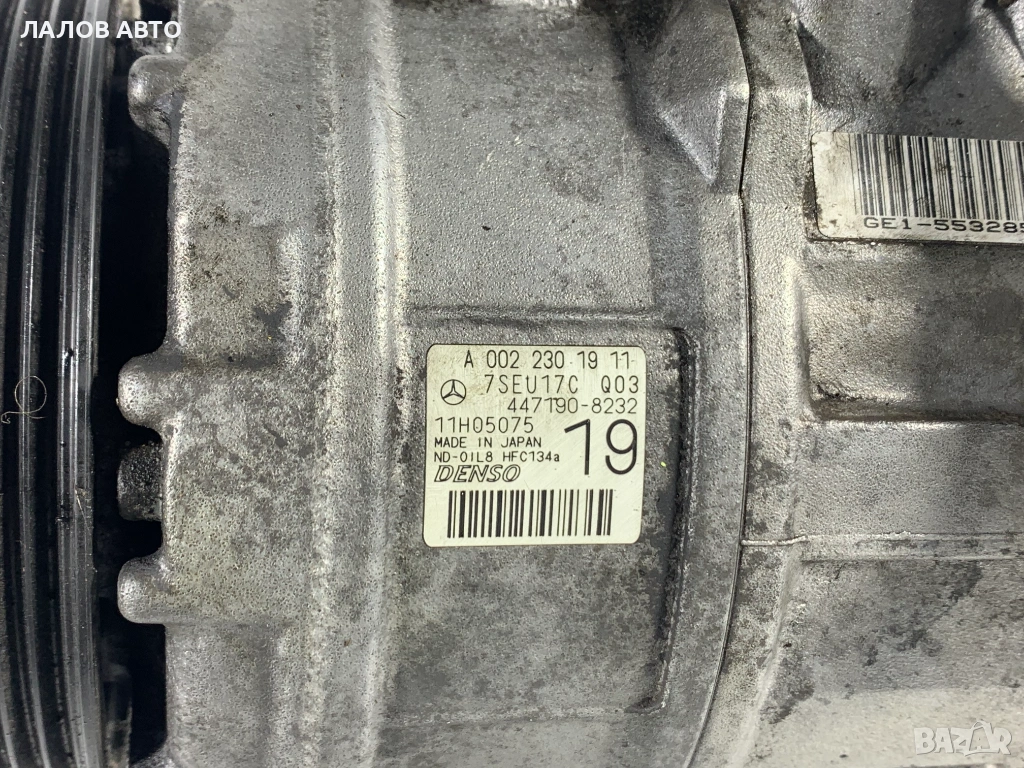 ЛАЛОВ АВТО
GE1-553285
A 002 230 19 11
7SEU17C Q03
447190-8232
11H05075
19
MADE IN JAPAN
ND-OIL8 HFC134a
DENSO
BAZAR